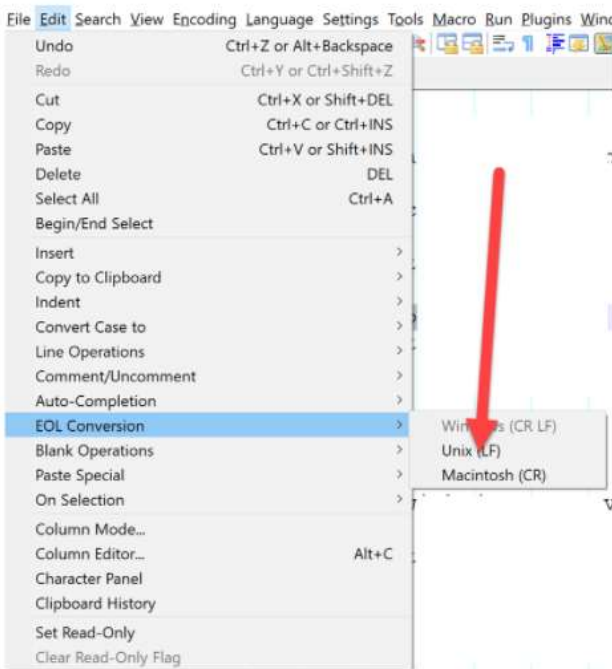 File Edit Search View Encoding Language Settings Tools Macro Run Plugins
Undo Ctrl+Z or Alt+Backspace
Redo Ctrl+Y or Ctrl+Shift+Z
Cut Ctrl+X or Shift+DEL
Copy Ctrl+C or Ctrl+INS
Paste Ctrl+V or Shift+INS
Delete DEL
Select All Ctrl+A
Begin/End Select
Insert
Copy to Clipboard
Indent
Convert Case to
Line Operations
Comment/Uncomment
Auto-Completion
EOL Conversion
(CR LF)
Blank Operations
Unix (LF)
Paste Special
Macintosh (CR)
On Selection
Column Mode...
Column Editor... Alt+C
Character Panel
Clipboard History
Set Read-Only
Clear Read-Only Flag